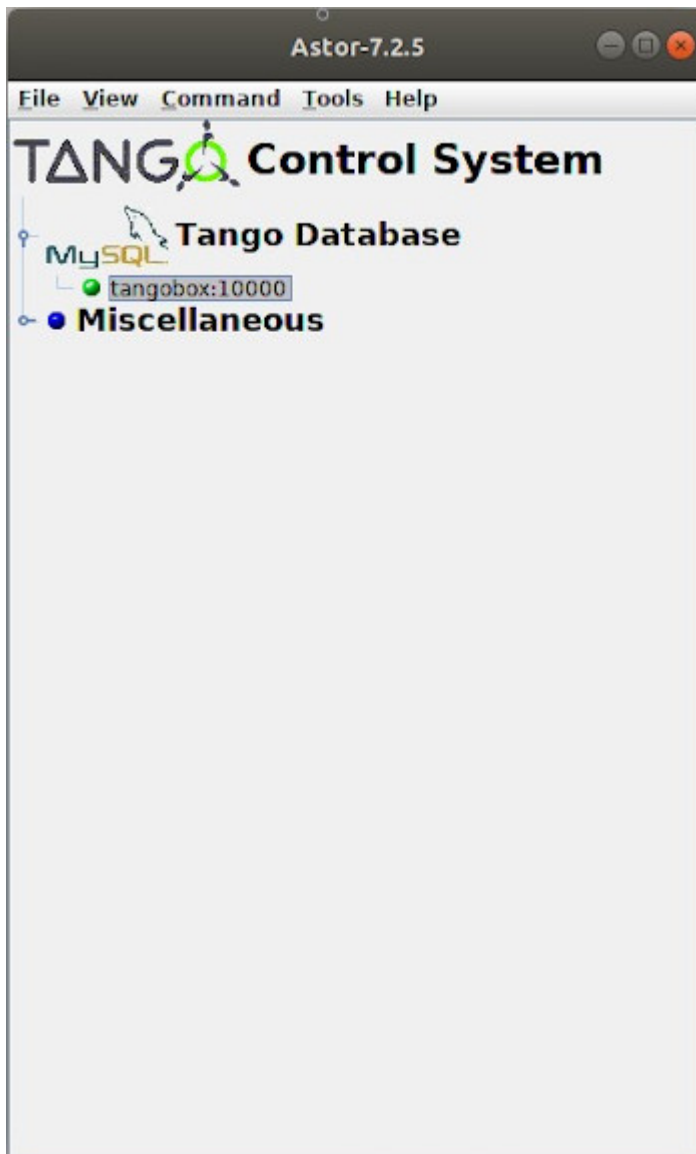 Astor-7.2.5
File View Command Tools Help
TANGO Control System
MySQL Tango Database
tangobox:10000
Miscellaneous